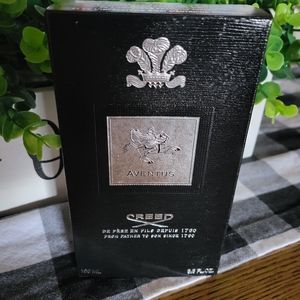 AVENTUS
CREED
DE PÈRE EN FILS DEPUIS 1760
FROM FATHER TO SON SINCE 1760